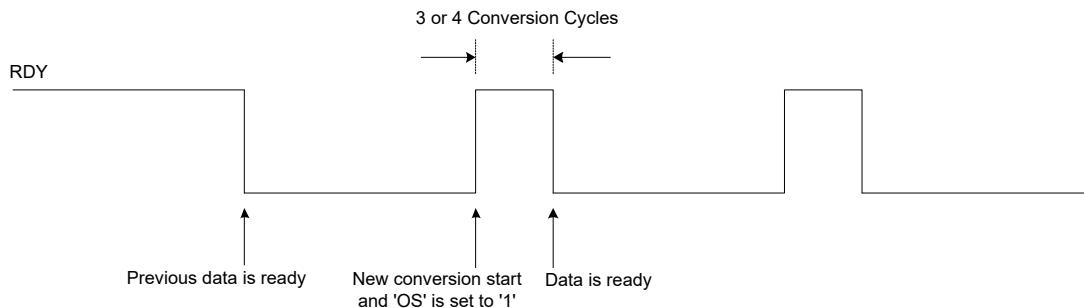 3 or 4 Conversion Cycles
RDY
Previous data is ready
New conversion start
and 'OS' is set to '1'
Data is ready